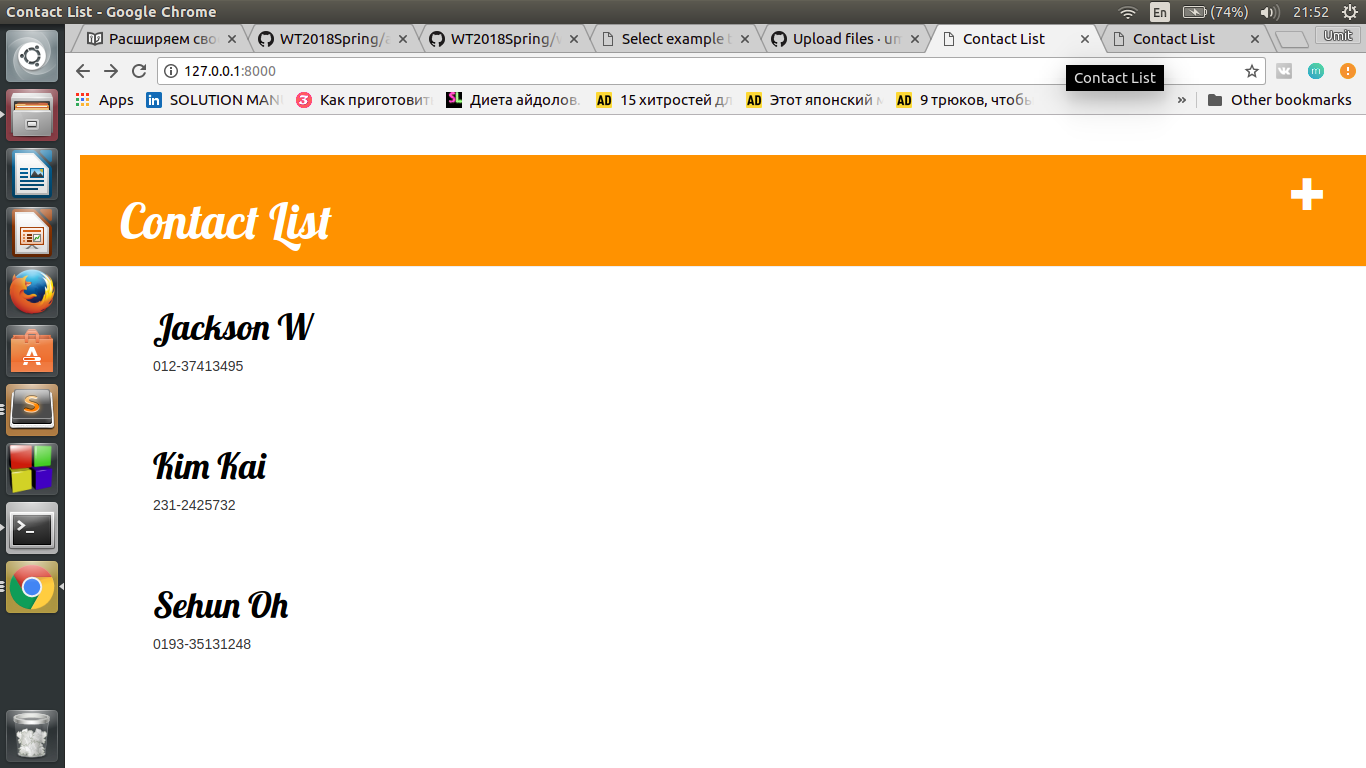 Contact List - Google Chrome
En (74%) 21:52
Расширяем сво
WT2018Spring/a
WT2018Spring/
Select example
Upload files · um
Contact List
Contact List
Umit
127.0.0.1:8000
Contact List
Apps
SOLUTION MAN
Как приготовит
Диета айдолов.
15 хитростей дл
Этот японский
9 трюков, чтобы
» Other bookmarks
Contact List
Jackson W
012-37413495
Kim Kai
231-2425732
Sehun Oh
0193-35131248